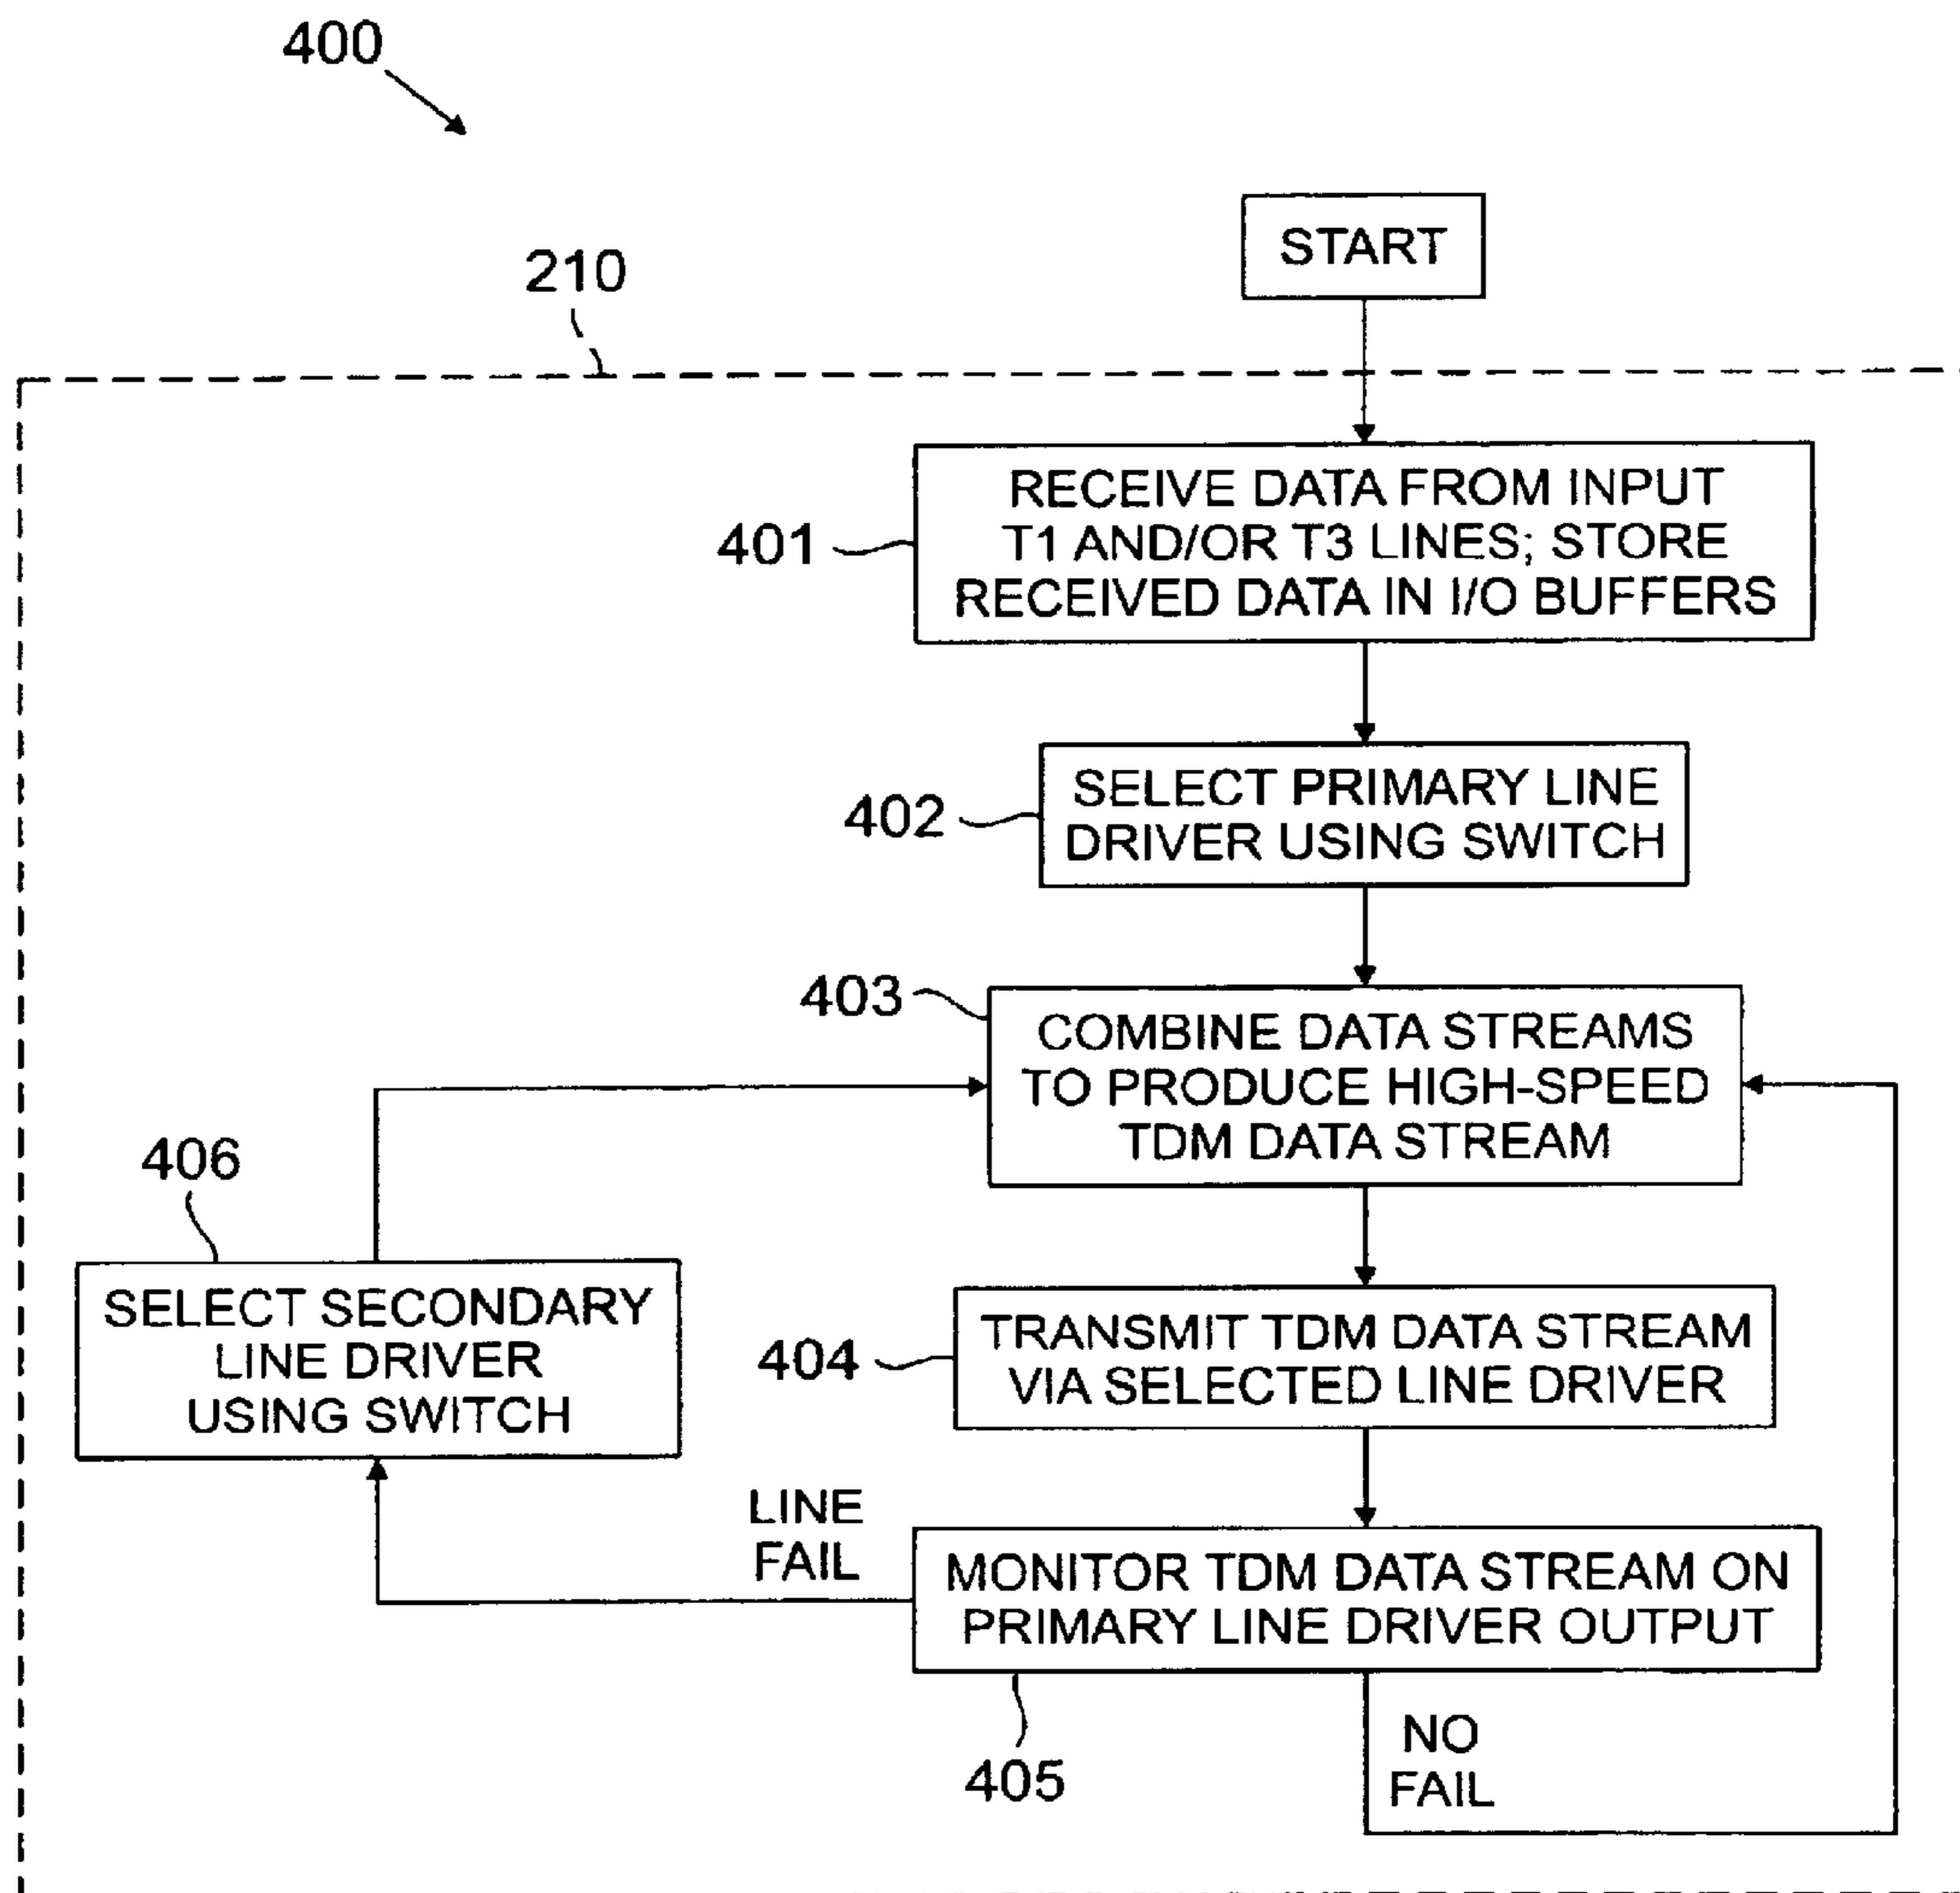 400
START
210
RECEIVE DATA FROM INPUT
T1 AND/OR T3 LINES; STORE
RECEIVED DATA IN I/O BUFFERS
401
SELECT PRIMARY LINE
DRIVER USING SWITCH
402
403
COMBINE DATA STREAMS
TO PRODUCE HIGH-SPEED
TDM DATA STREAM
406
SELECT SECONDARY
LINE DRIVER
USING SWITCH
404
TRANSMIT TDM DATA STREAM
VIA SELECTED LINE DRIVER
LINE
FAIL
MONITOR TDM DATA STREAM ON
PRIMARY LINE DRIVER OUTPUT
405
NO
FAIL